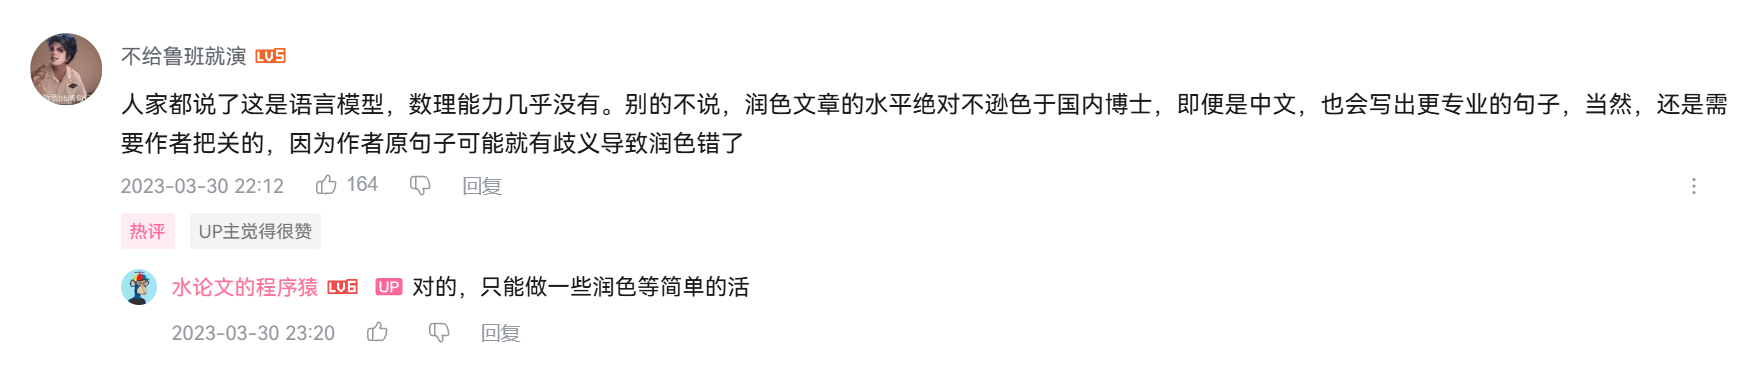 不给鲁班就演 LV5
人家都说了这是语言模型，数理能力几乎没有。别的不说，润色文章的水平绝对不逊色于国内博士，即便是中文，也会写出更专业的句子，当然，还是需
要作者把关的，因为作者原句子可能就有歧义导致润色错了
2023-03-30 22:12 164 回复
热评 UP主觉得很赞
水论文的程序猿 LV6 UP 对的，只能做一些润色等简单的活
2023-03-30 23:20 回复